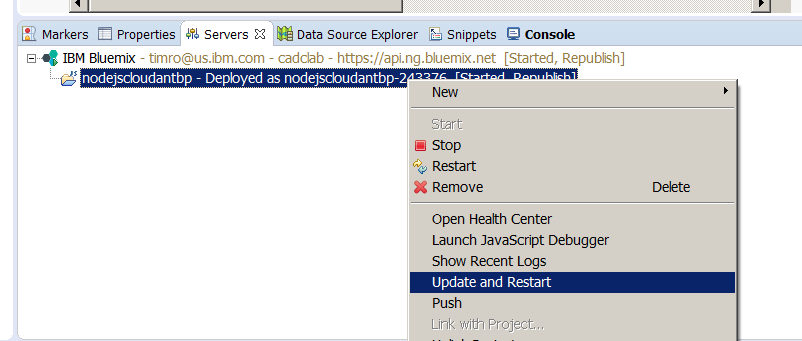 Markers Properties Servers Data Source Explorer Snippets Console
IBM Bluemix - timro@us.ibm.com - cadclab - https://api.ng.bluemix.net [Started, Republish]
nodejscloudantbp - Deployed as nodejscloudantbp-243376 [Started, Republish]
New
Start
Stop
Restart
Remove Delete
Open Health Center
Launch JavaScript Debugger
Show Recent Logs
Update and Restart
Push
Link with Project...